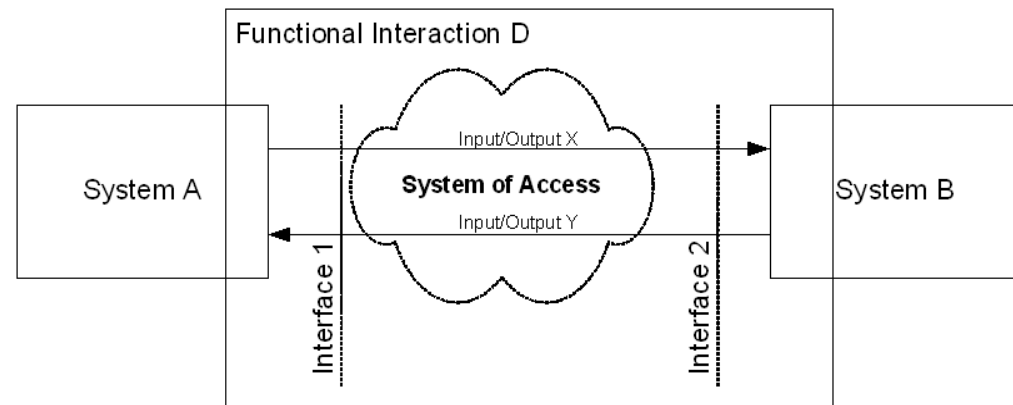 Functional Interaction D
Input/Output X
System A
System of Access
System B
Input/Output Y
Interface 1
Interface 2